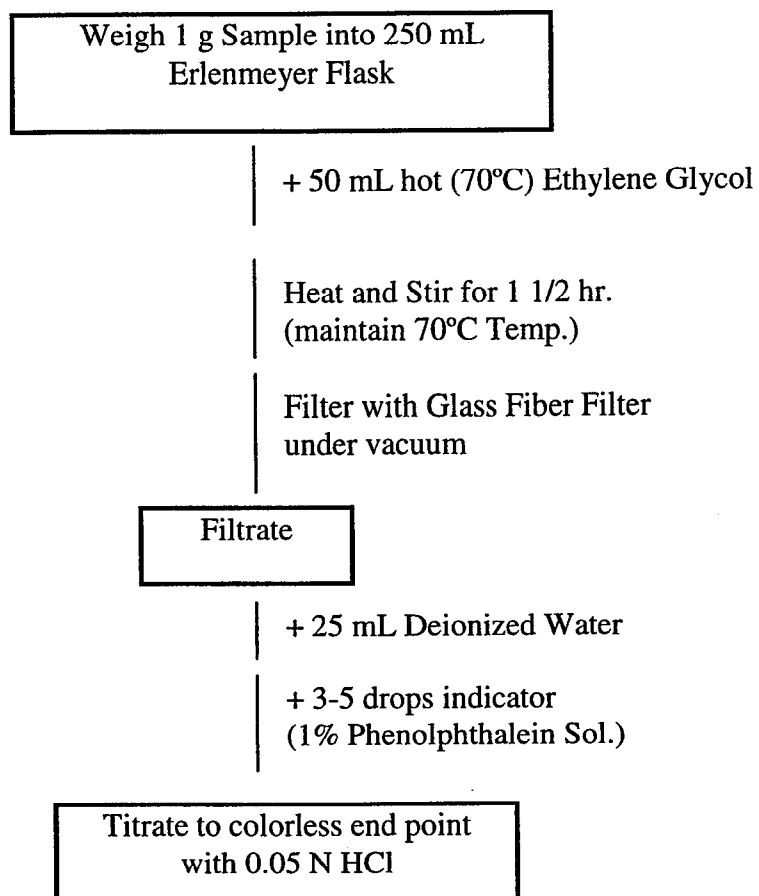 Weigh 1 g Sample into 250 mL
Erlenmeyer Flask
+ 50 mL hot (70ºC) Ethylene Glycol
Heat and Stir for 1 1/2 hr.
(maintain 70ºC Temp.)
Filter with Glass Fiber Filter
under vacuum
Filtrate
+ 25 mL Deionized Water
+ 3-5 drops indicator
(1% Phenolphthalein Sol.)
Titrate to colorless end point
with 0.05 N HCl